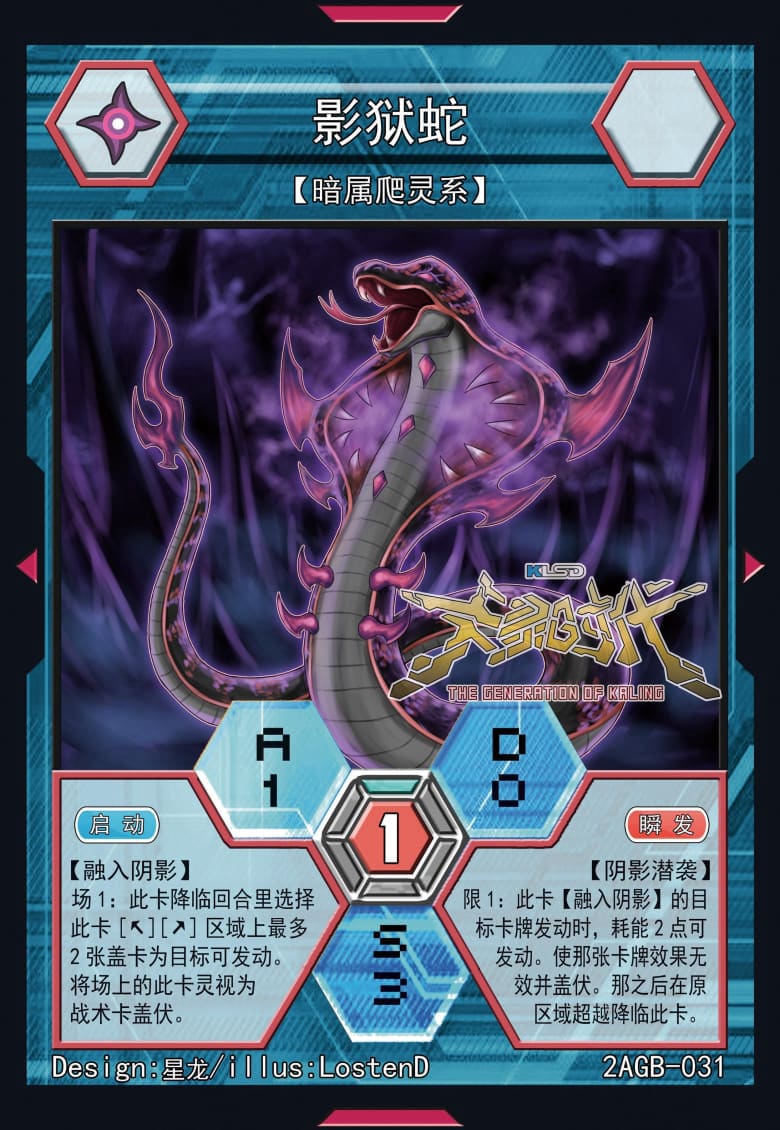 影狱蛇
【暗属爬灵系】
KLSD
卡灵时代
THE GENERATION OF KALING
A
1
D
0
1
S
3
启动
【融入阴影】
场1：此卡降临回合里选择
此卡[↖][↗]区域上最多
2张盖卡为目标可发动。
将场上的此卡灵视为
战术卡盖伏。
瞬发
【阴影潜袭】
限1：此卡【融入阴影】的目
标卡牌发动时，耗能2点可
发动。使那张卡牌效果无
效并盖伏。那之后在原
区域超越降临此卡。
Design:星龙/illus:LostenD
2AGB-031